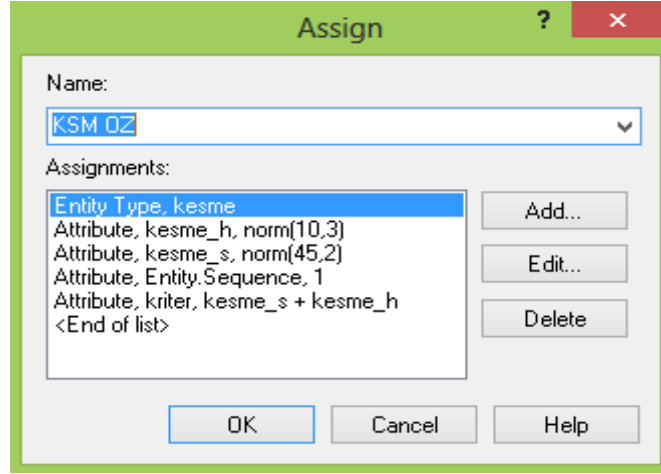 Assign
?
×
Name:
KSM OZ
Assignments:
Entity Type, kesme
Attribute, kesme_h, norm(10,3)
Attribute, kesme_s, norm(45,2)
Attribute, Entity.Sequence, 1
Attribute, kriter, kesme_s + kesme_h
<End of list>
Add...
Edit...
Delete
OK
Cancel
Help